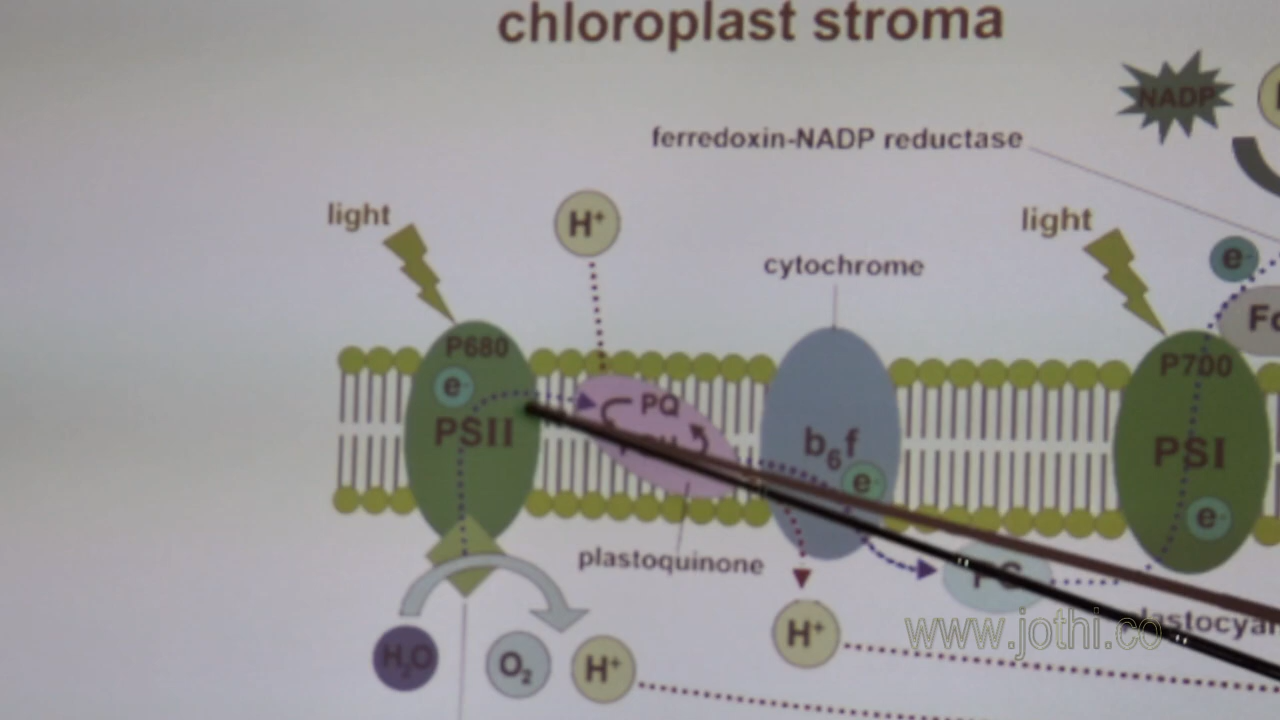 chloroplast stroma
NADP
ferredoxin-NADP reductase
light
H+
light
e-
cytochrome
P680
P700
e-
PQ
PSII
b6f
PSI
e-
e-
plastoquinone
H2O
O2
H+
H+
www.jothi.co